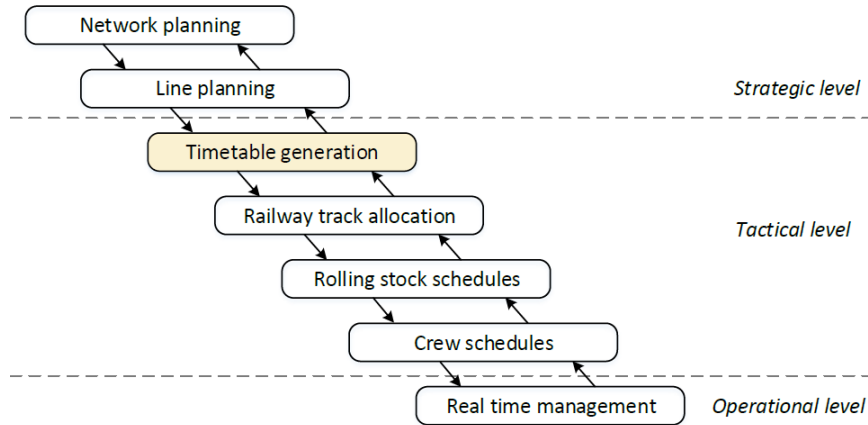 Network planning
Line planning
Strategic level
Timetable generation
Railway track allocation
Tactical level
Rolling stock schedules
Crew schedules
Real time management
Operational level